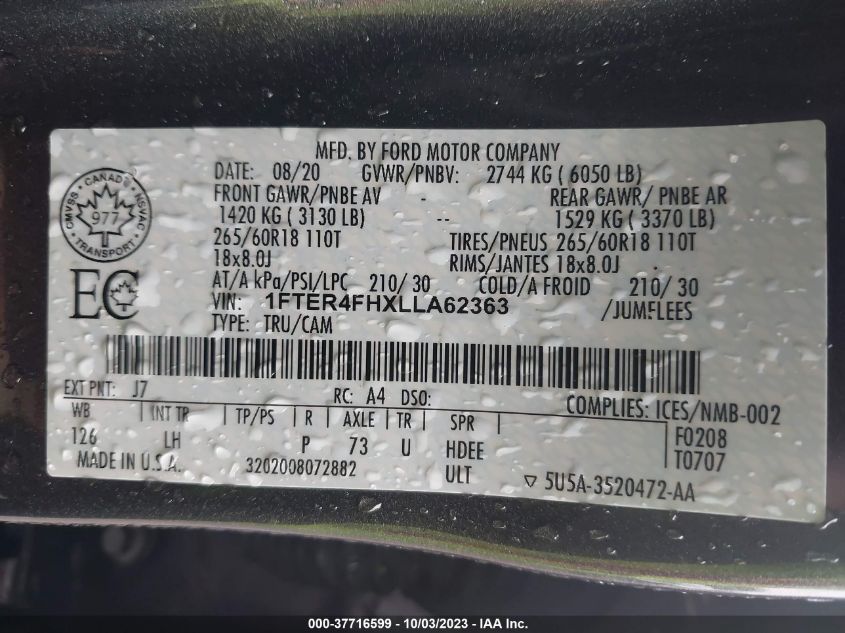 MFD. BY FORD MOTOR COMPANY
DATE: 08/20 GVWR/PNBV: 2744 KG ( 6050 LB)
FRONT GAWR/PNBE AV REAR GAWR/ PNBE AR
1420 KG ( 3130 LB) -- 1529 KG ( 3370 LB)
265/60R18 110T TIRES/PNEUS 265/60R18 110T
18x8.0J RIMS/JANTES 18x8.0J
AT/A kPa/PSI/LPC 210/ 30 COLD/A FROID 210/ 30
VIN: 1FTER4FHXLLA62363 /JUMELEES
TYPE: TRU/CAM
CANADA
CMVSS NSVAC
977
TRANSPORT
EC
EXT PNT: J7 RC: A4 DSO: COMPLIES: ICES/NMB-002
WB INT TR TP/PS R AXLE TR SPR F0208
126 LH P 73 U HDEE T0707
MADE IN U.S.A. 3202008072882 ULT ▽ 5U5A-3520472-AA
000-37716599 - 10/03/2023 - IAA Inc.